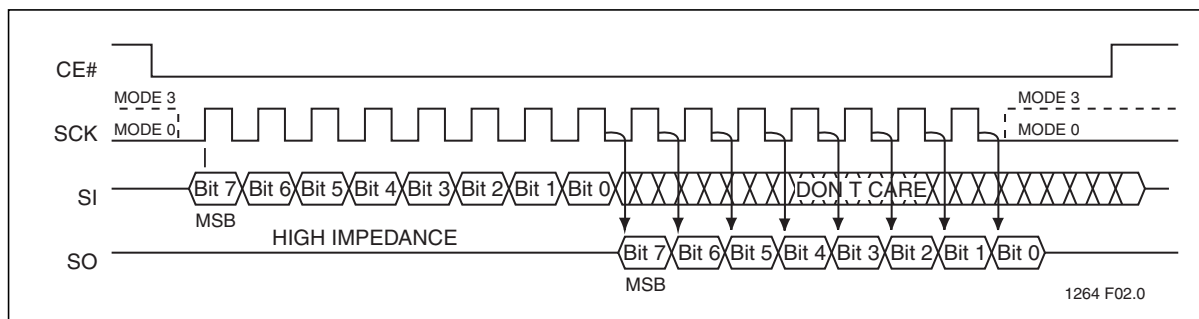 CE#
MODE 3 MODE 3
SCK MODE 0 MODE 0
SI Bit 7 Bit 6 Bit 5 Bit 4 Bit 3 Bit 2 Bit 1 Bit 0 DON T CARE
MSB
HIGH IMPEDANCE
SO Bit 7 Bit 6 Bit 5 Bit 4 Bit 3 Bit 2 Bit 1 Bit 0
MSB
1264 F02.0